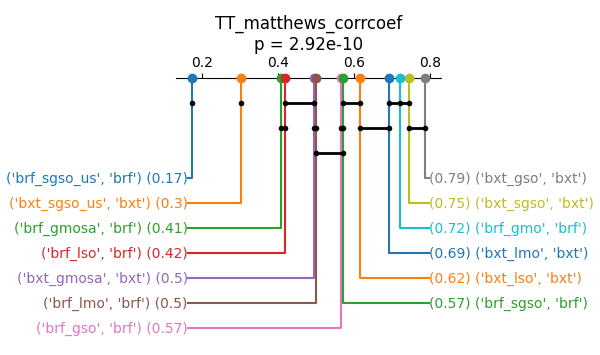 TT_matthews_corrcoef
p = 2.92e-10
0.2 0.4 0.6 0.8
('brf_sgso_us', 'brf') (0.17)
('bxt_sgso_us', 'bxt') (0.3)
('brf_gmosa', 'brf') (0.41)
('brf_lso', 'brf') (0.42)
('bxt_gmosa', 'bxt') (0.5)
('brf_lmo', 'brf') (0.5)
('brf_gso', 'brf') (0.57)
(0.79) ('bxt_gso', 'bxt')
(0.75) ('bxt_sgso', 'bxt')
(0.72) ('brf_gmo', 'brf')
(0.69) ('bxt_lmo', 'bxt')
(0.62) ('bxt_lso', 'bxt')
(0.57) ('brf_sgso', 'brf')